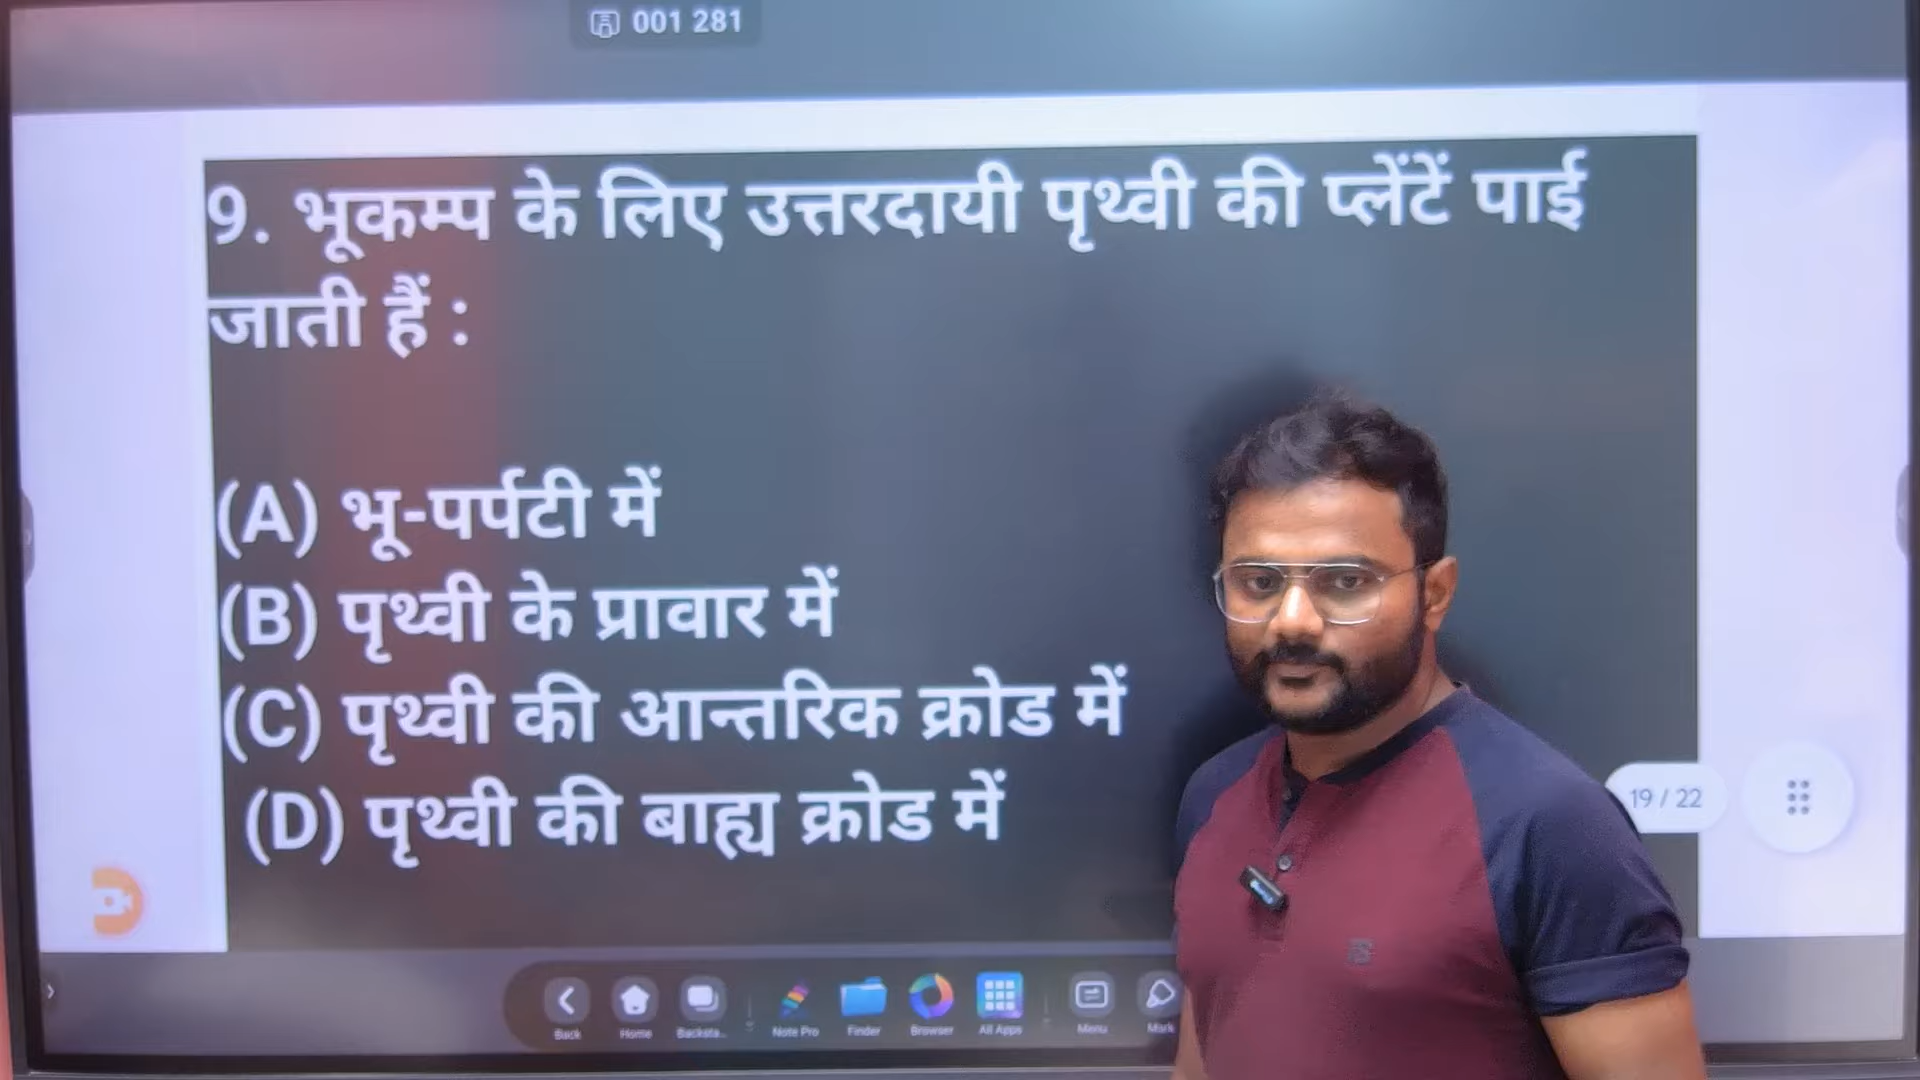 001 281
9. भूकम्प के लिए उत्तरदायी पृथ्वी की प्लेंटें पाई
जाती हैं :
(A) भू-पर्पटी में
(B) पृथ्वी के प्रावार में
(C) पृथ्वी की आन्तरिक क्रोड में
(D) पृथ्वी की बाह्य क्रोड में
19 / 22
Back Home Backsta... Note Pro Finder Browser All Apps Menu Mark